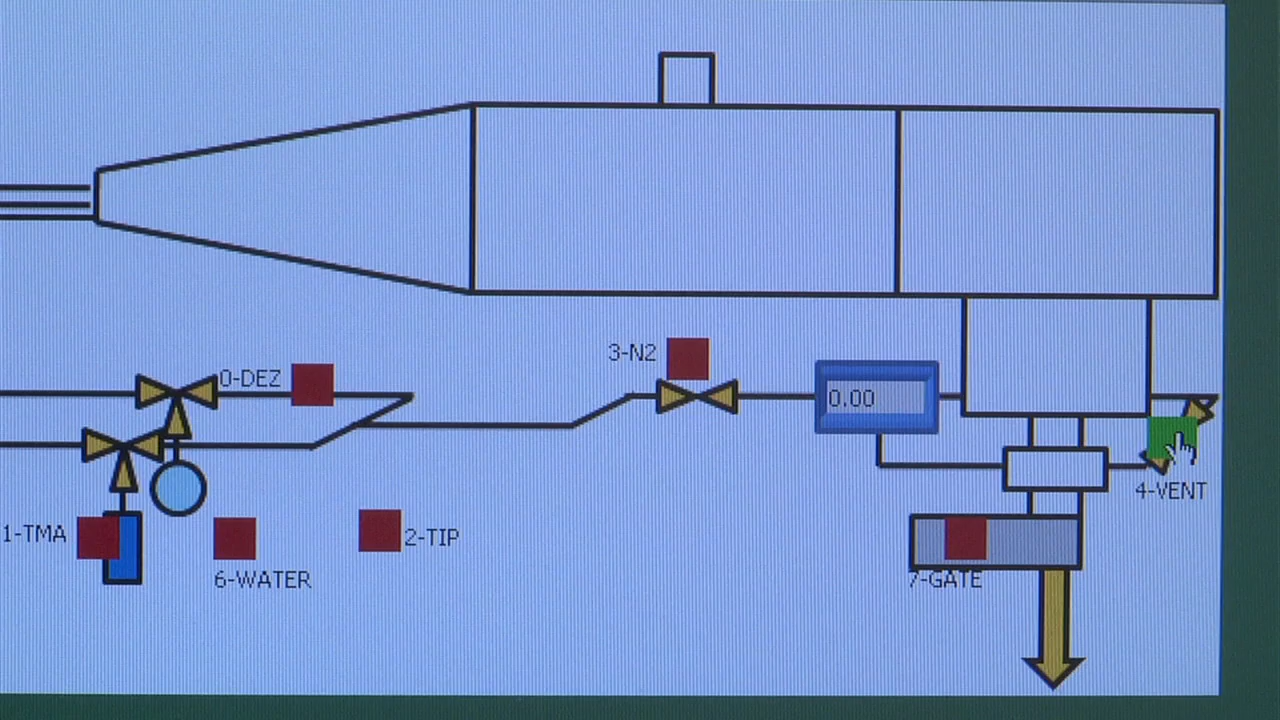 3-N2
0-DEZ
0.00
4-VENT
1-TMA
2-TIP
6-WATER
7-GATE